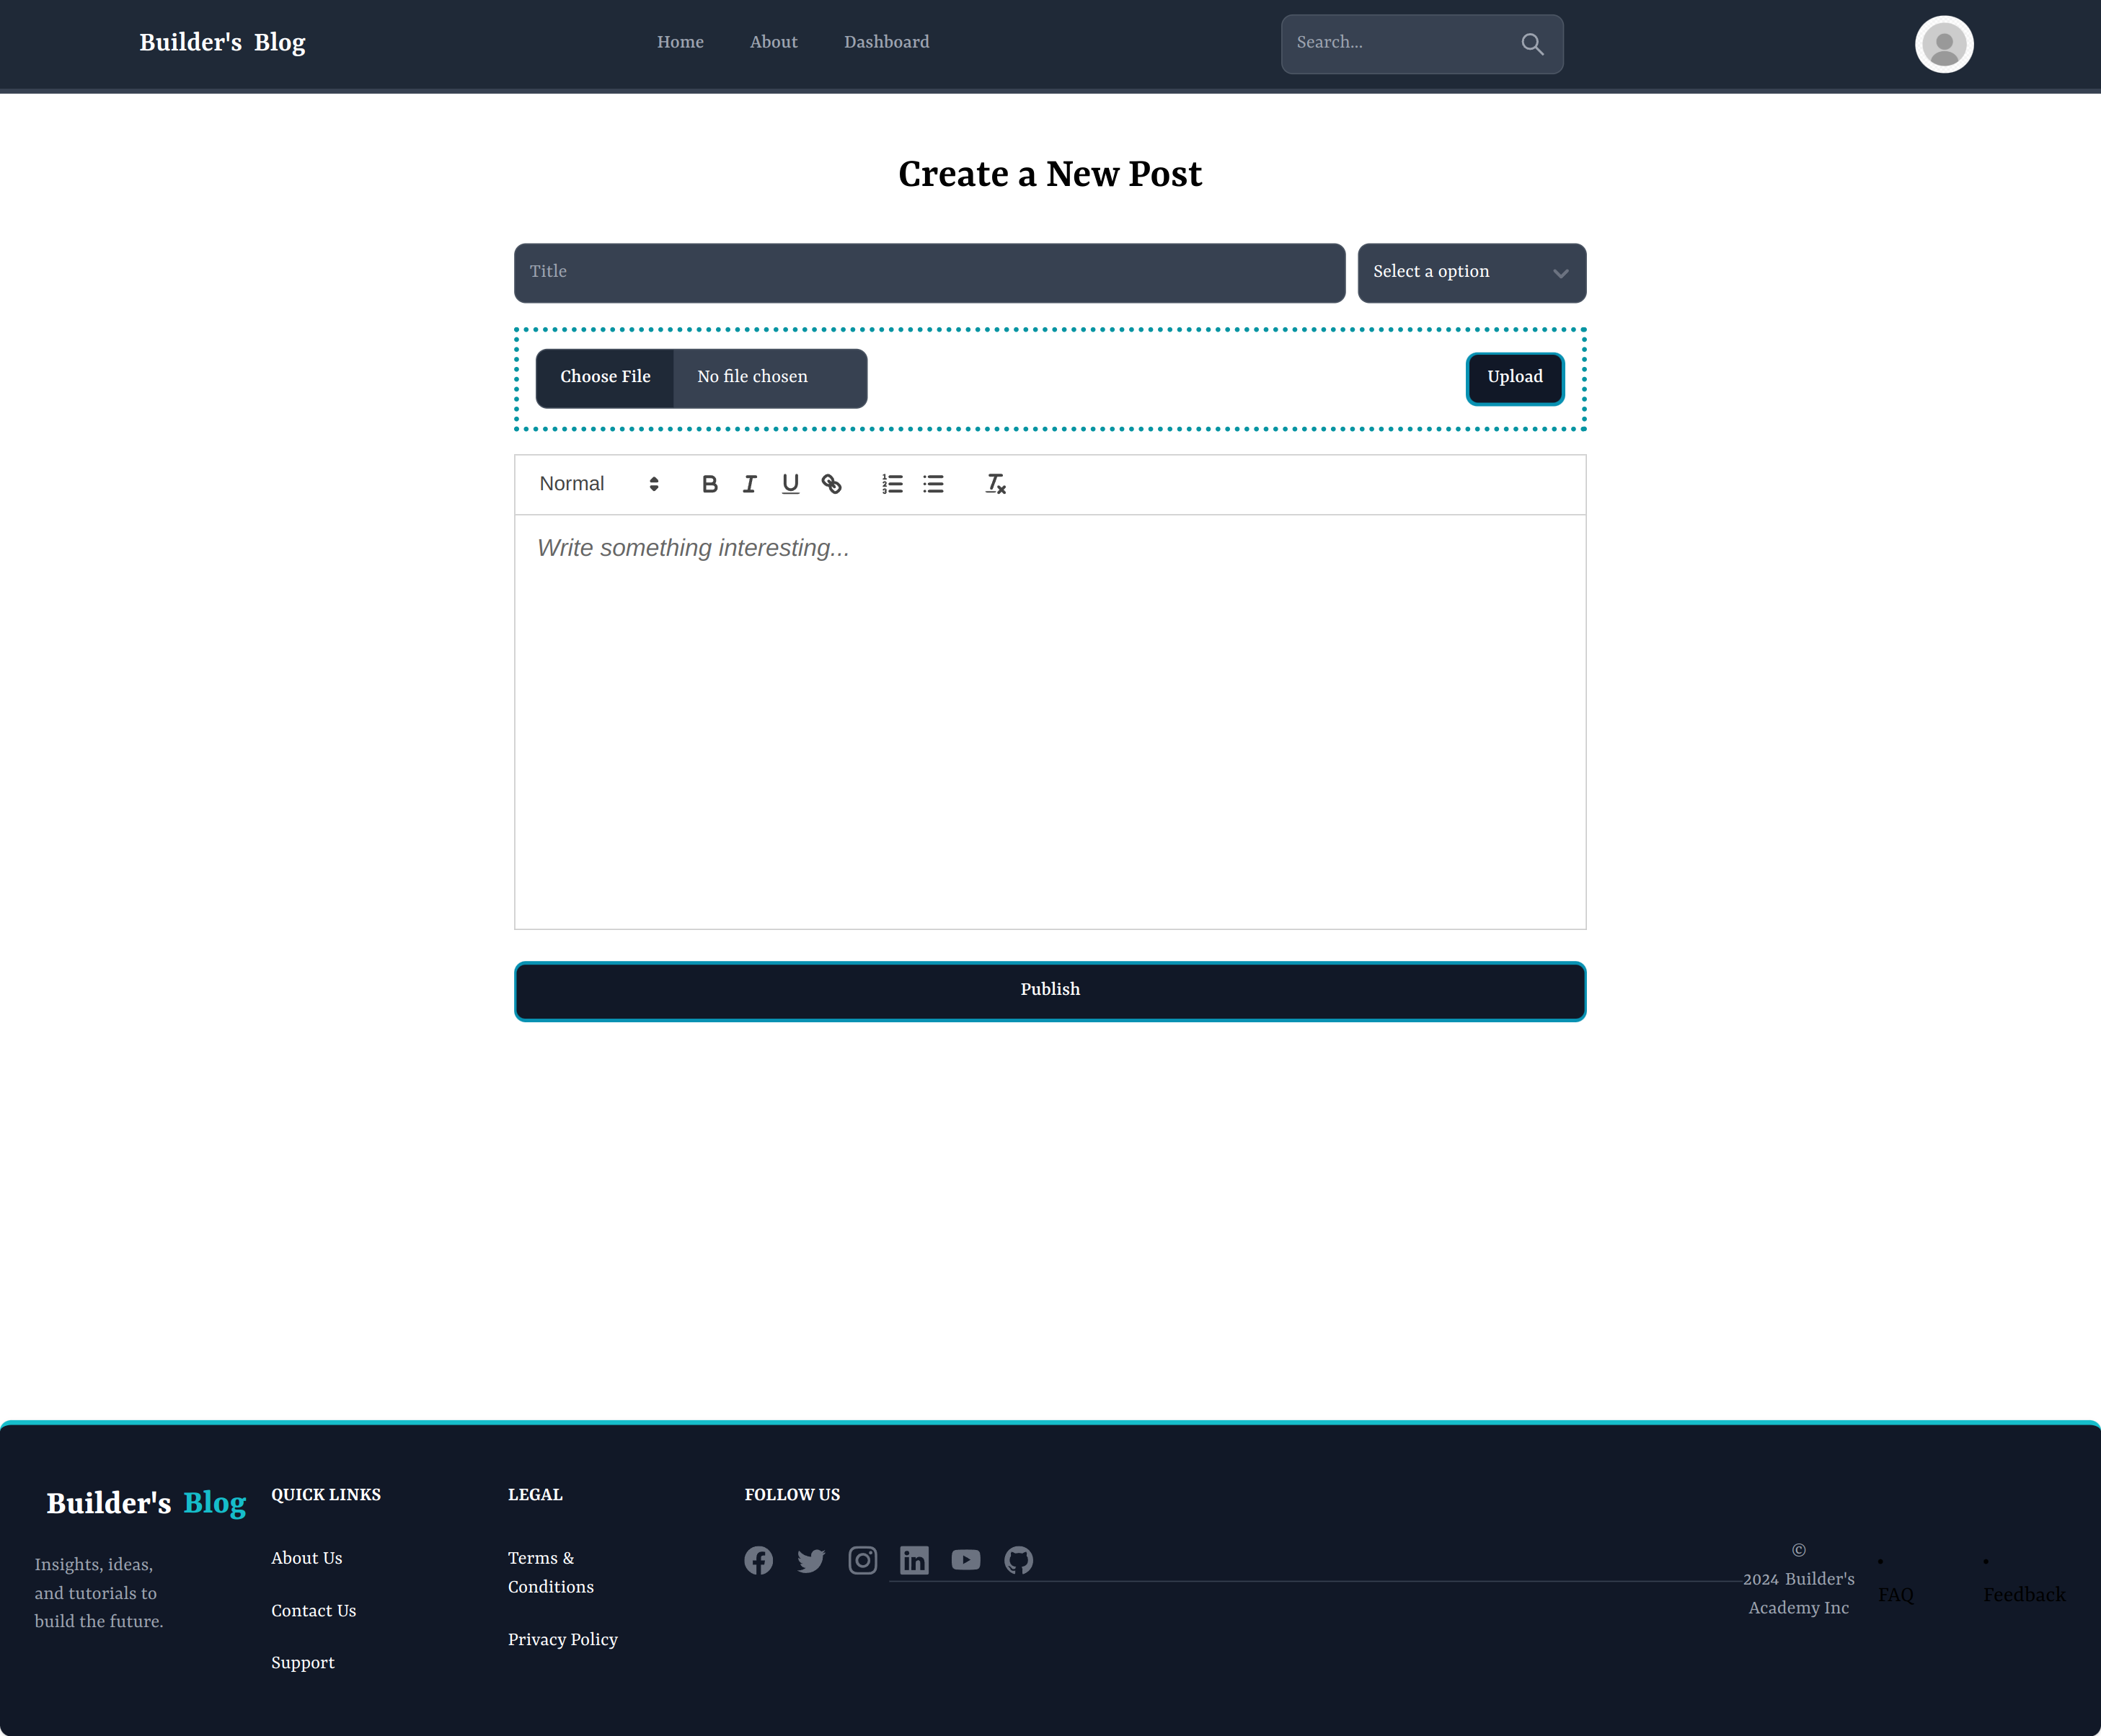 Builder's Blog
Home
About
Dashboard
Search...
Create a New Post
Title
Select a option
Choose File
No file chosen
Upload
Normal
Write something interesting...
Publish
Builder's Blog
Insights, ideas,
and tutorials to
build the future.
QUICK LINKS
About Us
Contact Us
Support
LEGAL
Terms &
Conditions
Privacy Policy
FOLLOW US
©
2024 Builder's
Academy Inc
FAQ
Feedback